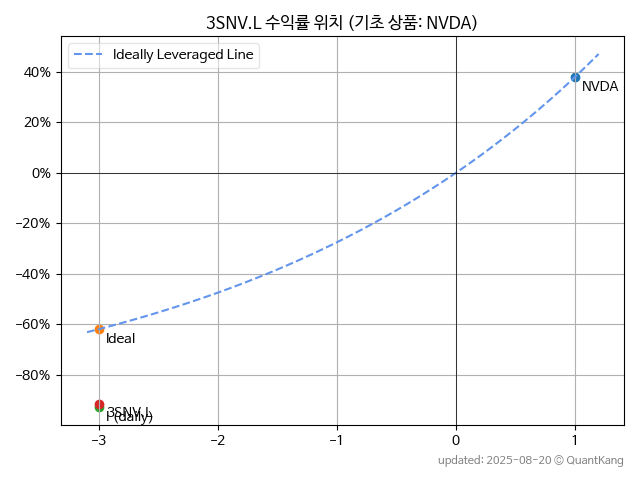 3SNV.L 수익률 위치 (기초 상품: NVDA)
Ideally Leveraged Line
40%
20%
0%
−20%
−40%
−60%
−80%
NVDA
Ideal
3SNV.L
(daily)
−3
−2
−1
0
1
updated: 2025-08-20 © QuantKang